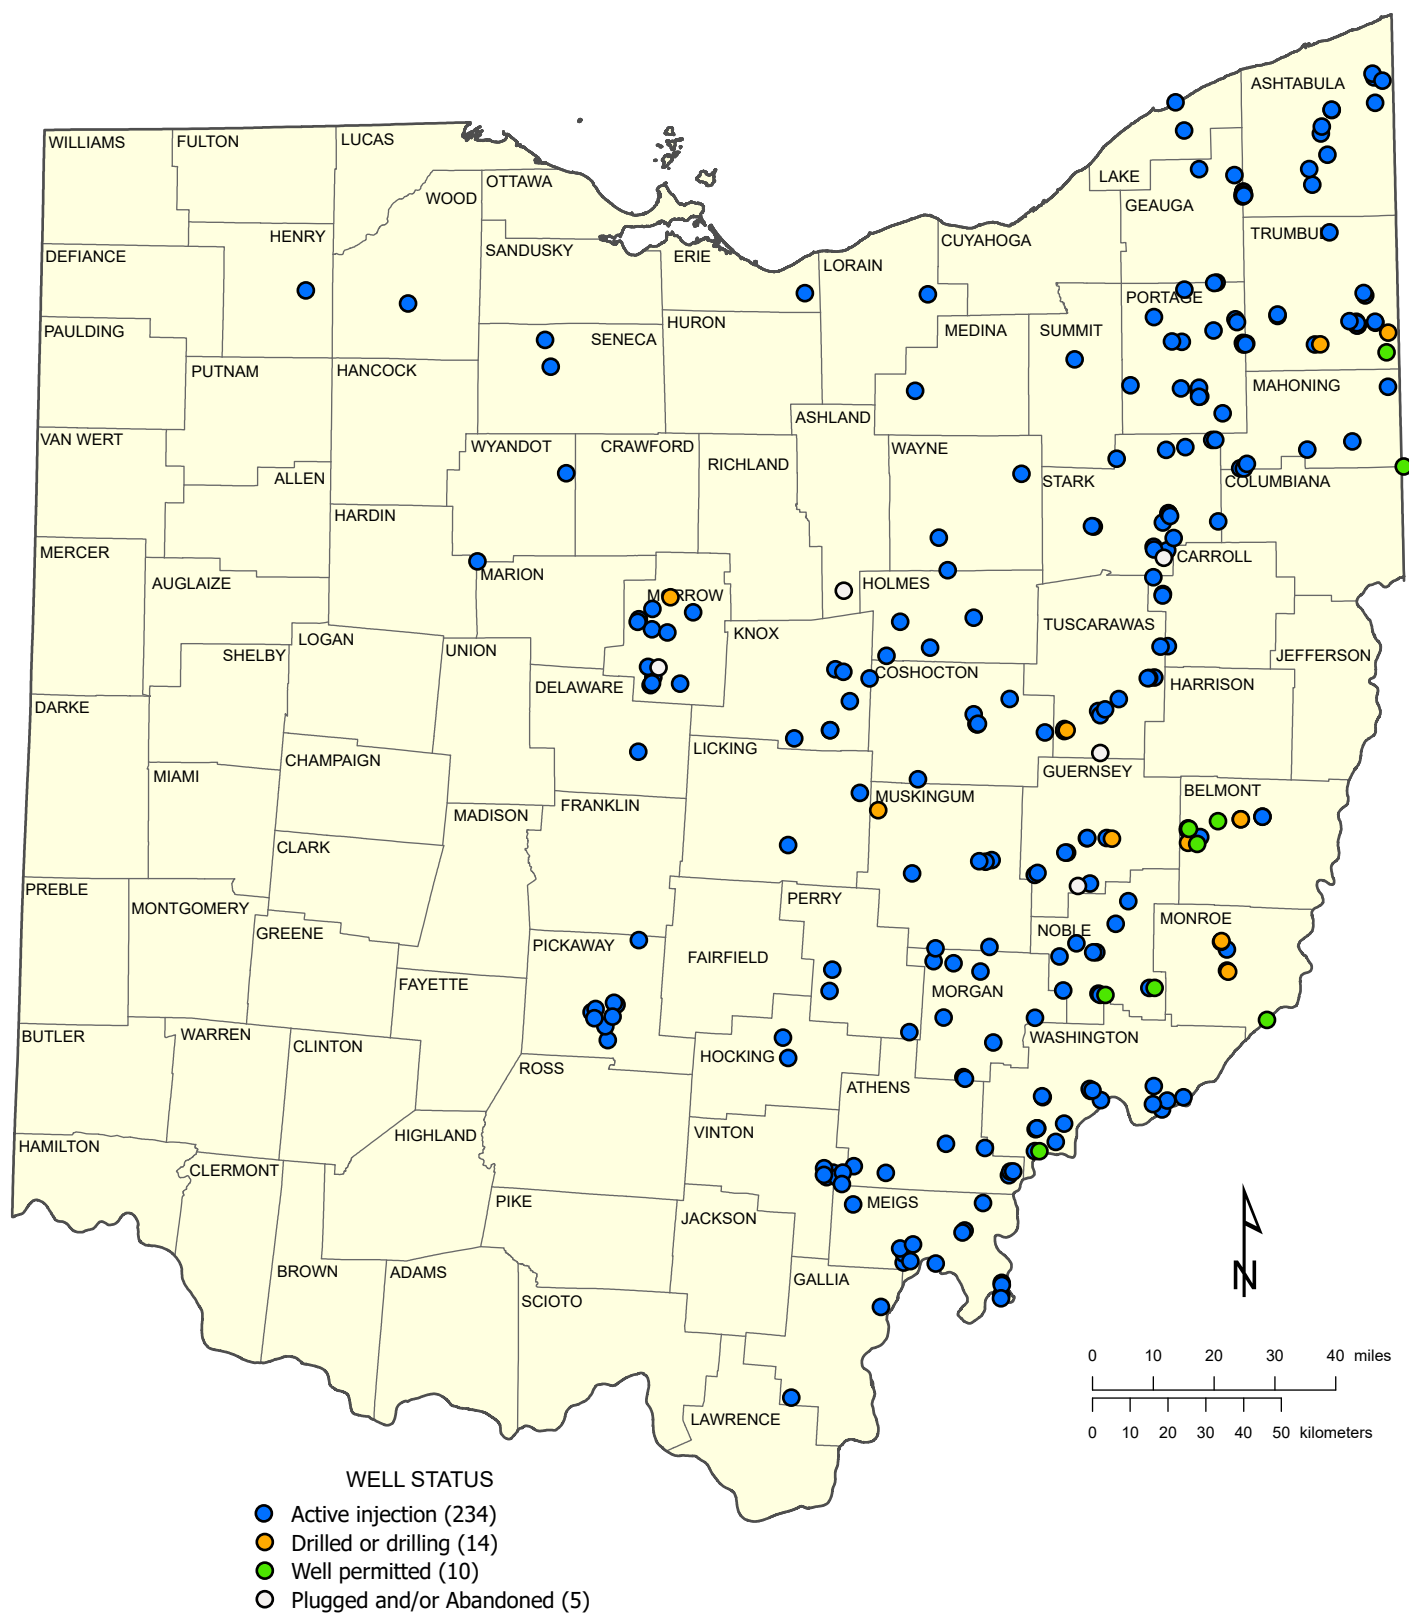 ASHTABULA
WILLIAMS
FULTON
LUCAS
LAKE
OTTAWA
WOOD
GEAUGA
TRUMBU
HENRY
CUYAHOGA
SANDUSKY
DEFIANCE
ERIE
LORAIN
PORTAGE
HURON
PAULDING
MEDINA
SUMMIT
SENECA
PUTNAM
HANCOCK
MAHONING
ASHLAND
VAN WERT
WYANDOT
CRAWFORD
WAYNE
RICHLAND
ALLEN
STARK
COLUMBIANA
HARDIN
MERCER
CARROLL
MARION
AUGLAIZE
HOLMES
M RROW
TUSCARAWAS
KNOX
LOGAN
UNION
SHELBY
JEFFERSON
COSHOCTON
DELAWARE
HARRISON
DARKE
LICKING
CHAMPAIGN
GUERNSEY
MIAMI
BELMONT
MUSKINGUM
FRANKLIN
MADISON
CLARK
PREBLE
PERRY
MONTGOMERY
MONROE
GREENE
NOBLE
PICKAWAY
FAIRFIELD
FAYETTE
MORGAN
BUTLER
WARREN
WASHINGTON
CLINTON
HOCKING
ROSS
ATHENS
VINTON
HIGHLAND
HAMILTON
CLERMONT
PIKE
MEIGS
JACKSON
BROWN
ADAMS
GALLIA
N
SCIOTO
0 10 20 30 40 miles
LAWRENCE
0 10 20 30 40 50 kilometers
WELL STATUS
Active injection (234)
Drilled or drilling (14)
Well permitted (10)
Plugged and/or Abandoned (5)